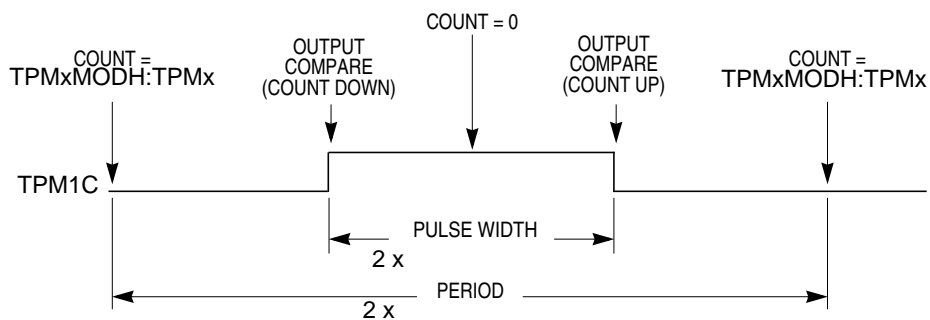 COUNT = 0
COUNT =
TPMxMODH:TPMx
OUTPUT
COMPARE
(COUNT DOWN)
OUTPUT
COMPARE
(COUNT UP)
COUNT =
TPMxMODH:TPMx
TPM1C
PULSE WIDTH
2 x
PERIOD
2 x